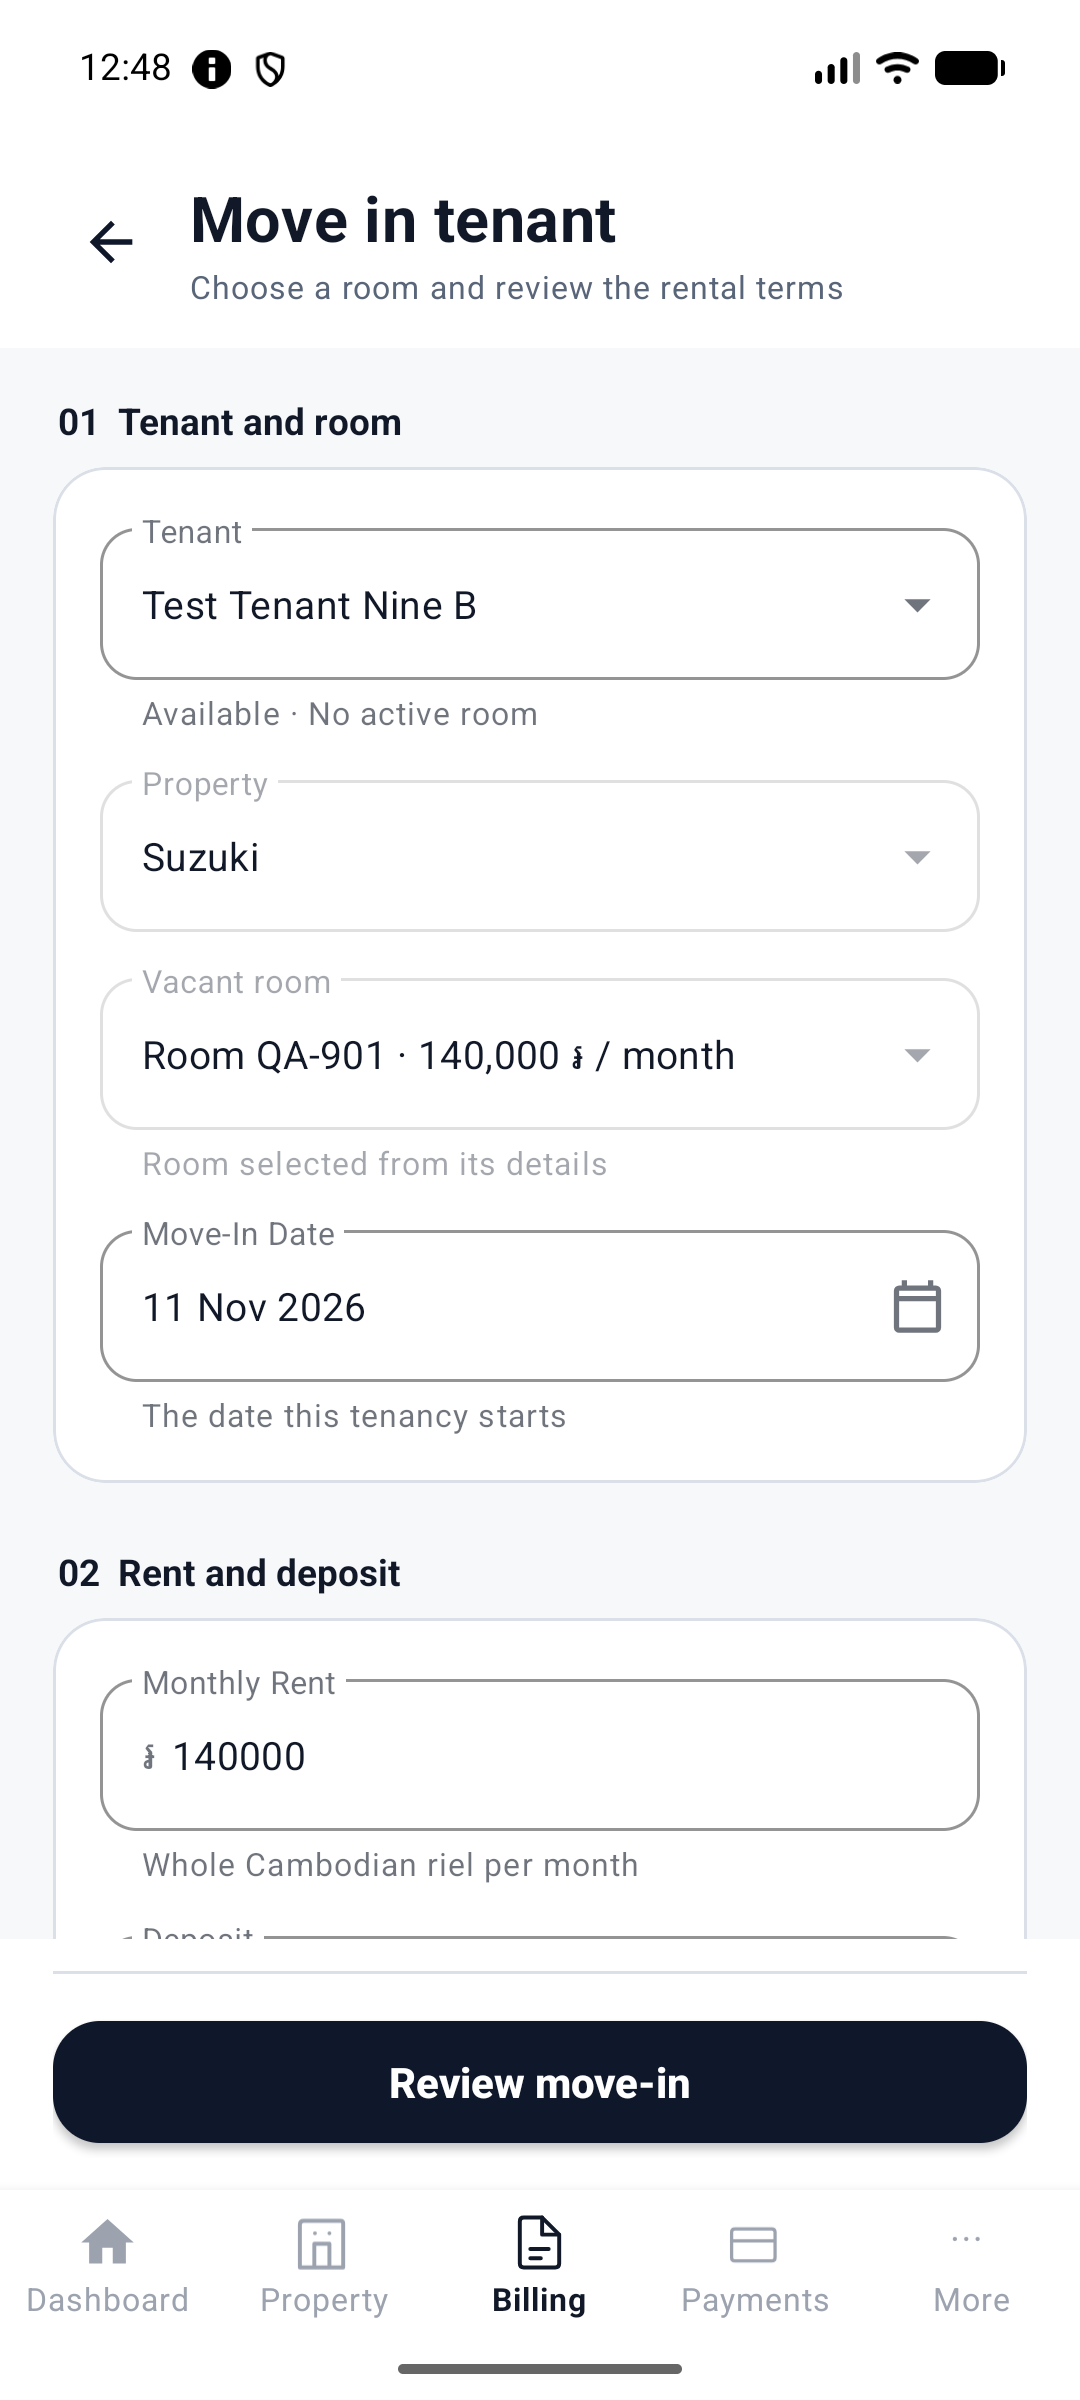 12:48
Move in tenant
Choose a room and review the rental terms
01 Tenant and room
Tenant
Test Tenant Nine B
Available · No active room
Property
Suzuki
Vacant room
Room QA-901 · 140,000 ៛ / month
Room selected from its details
Move-In Date
11 Nov 2026
The date this tenancy starts
02 Rent and deposit
Monthly Rent
៛ 140000
Whole Cambodian riel per month
Deposit
Review move-in
Dashboard
Property
Billing
Payments
More